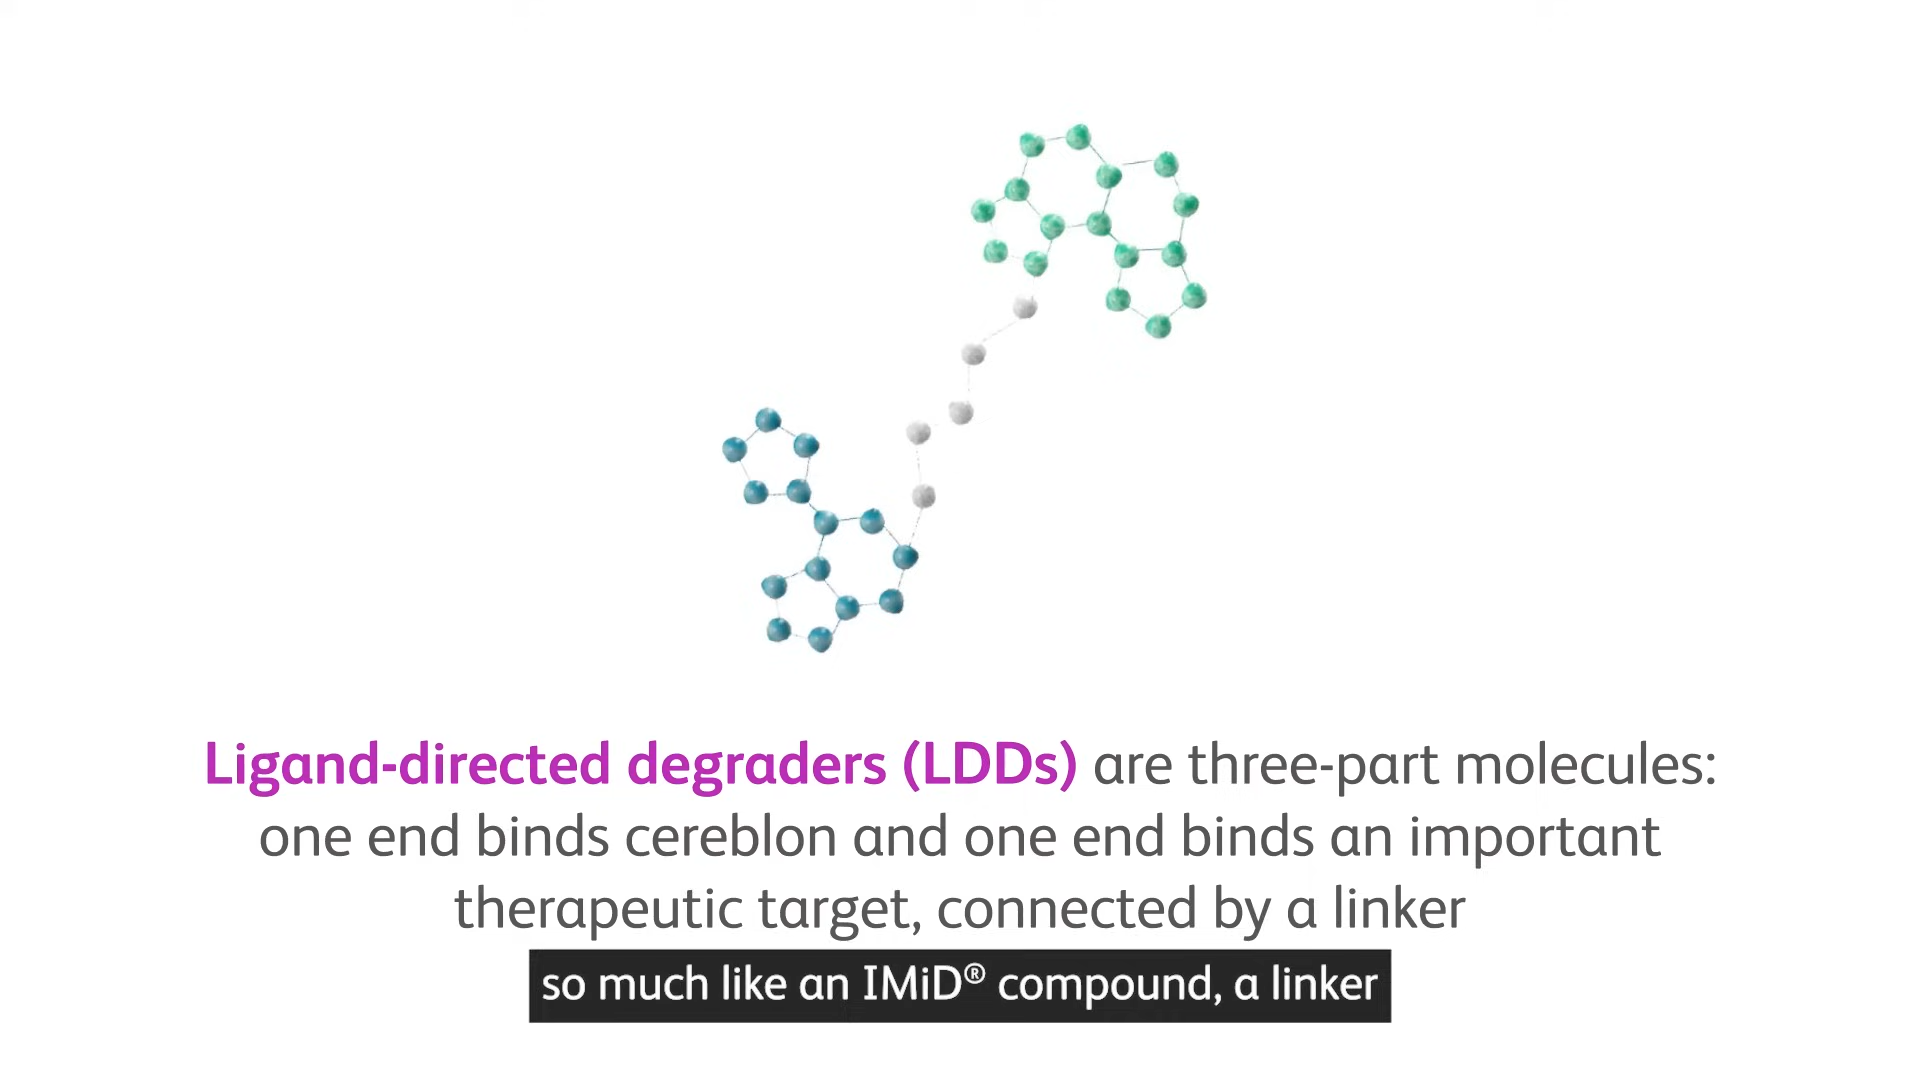 Ligand-directed degraders (LDDs) are three-part molecules:
one end binds cereblon and one end binds an important
therapeutic target, connected by a linker
so much like an IMiD® compound, a linker